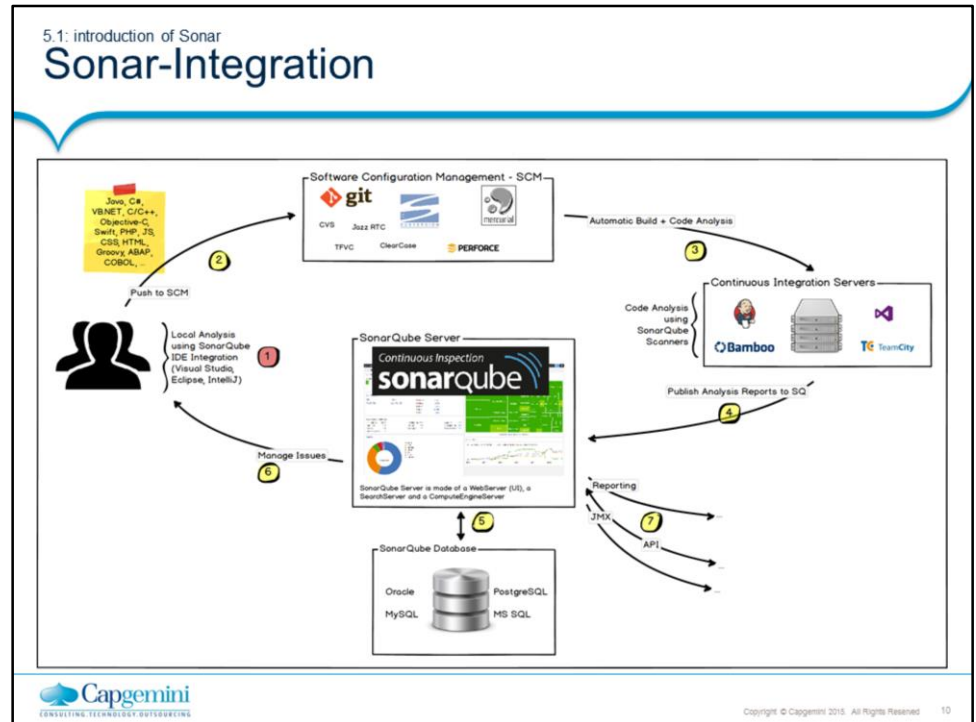 5.1: introduction of Sonar
Sonar-Integration
Java, C#,
VB.NET, C/C++,
Objective-C,
Swift, PHP, JS,
CSS, HTML,
Groovy, ABAP,
COBOL, ...
Software Configuration Management - SCM
git
SUBVERSION
mercurial
CVS
Jazz RTC
TFVC
ClearCase
PERFORCE
2
Push to SCM
Automatic Build + Code Analysis
3
Continuous Integration Servers
Code Analysis
using
SonarQube
Scanners
Bamboo
TC TeamCity
Local Analysis
using SonarQube
IDE Integration
(Visual Studio,
Eclipse, IntelliJ)
1
SonarQube Server
Continuous Inspection
sonarqube
SonarQube Server is made of a WebServer (UI), a
SearchServer and a ComputeEngineServer
Publish Analysis Reports to SQ
4
Manage Issues
6
5
Reporting
JMX
7
API
...
...
...
SonarQube Database
Oracle
PostgreSQL
MySQL
MS SQL
Capgemini
CONSULTING.TECHNOLOGY.OUTSOURCING
Copyright © Capgemini 2015. All Rights Reserved
10